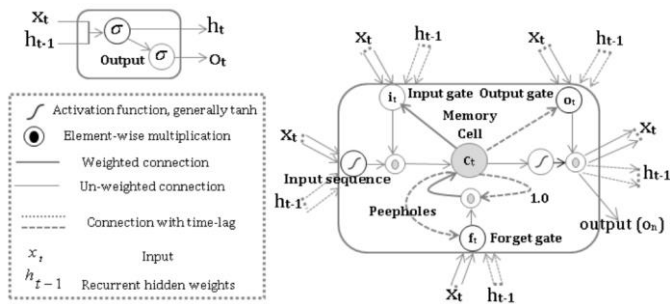 xₜ
hₜ₋₁
σ
σ
Output
hₜ
oₜ
Activation function, generally tanh
Element-wise multiplication
Weighted connection
Un-weighted connection
Connection with time-lag
xₜ Input
hₜ₋₁ Recurrent hidden weights
xₜ
hₜ₋₁
xₜ
hₜ₋₁
iₜ
Input gate
Output gate
oₜ
Memory
Cell
xₜ
Input sequence
hₜ₋₁
cₜ
xₜ
hₜ₋₁
1.0
Peepholes
output (oₙ)
fₜ
Forget gate
xₜ
hₜ₋₁